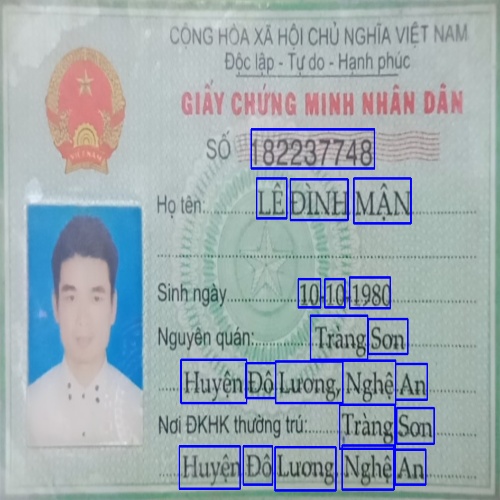 CỘNG HÒA XÃ HỘI CHỦ NGHĨA VIỆT NAM
Độc lập - Tự do - Hạnh phúc
GIẤY CHỨNG MINH NHÂN DÂN
SỐ 182237748
Họ tên: LÊ ĐÌNH MẬN
Sinh ngày 10-10-1980
Nguyên quán: Tràng Sơn
Huyện Đô Lương, Nghệ An
Nơi ĐKHK thường trú: Tràng Sơn
Huyện Đô Lương, Nghệ An
VIỆT NAM